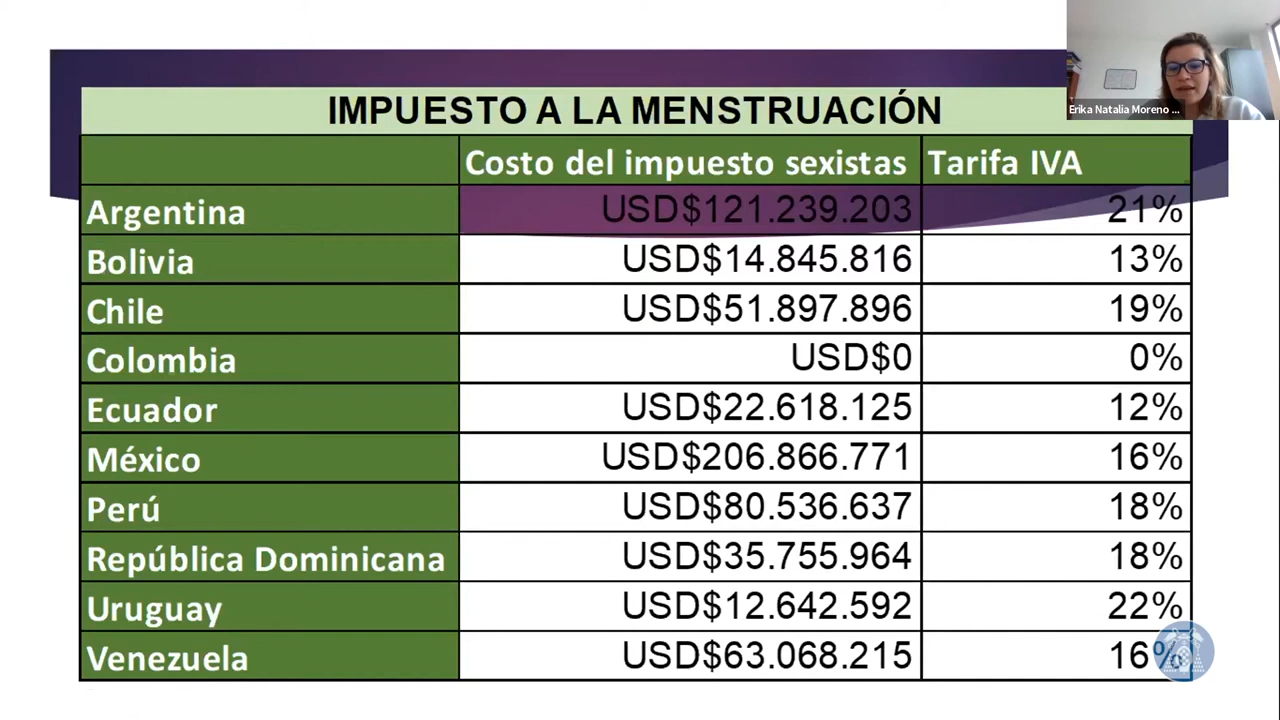 Erika Natalia Moreno ...
IMPUESTO A LA MENSTRUACIÓN
Costo del impuesto sexistas Tarifa IVA
Argentina USD$121.239.203 21%
Bolivia USD$14.845.816 13%
Chile USD$51.897.896 19%
Colombia USD$0 0%
Ecuador USD$22.618.125 12%
México USD$206.866.771 16%
Perú USD$80.536.637 18%
República Dominicana USD$35.755.964 18%
Uruguay USD$12.642.592 22%
Venezuela USD$63.068.215 16%